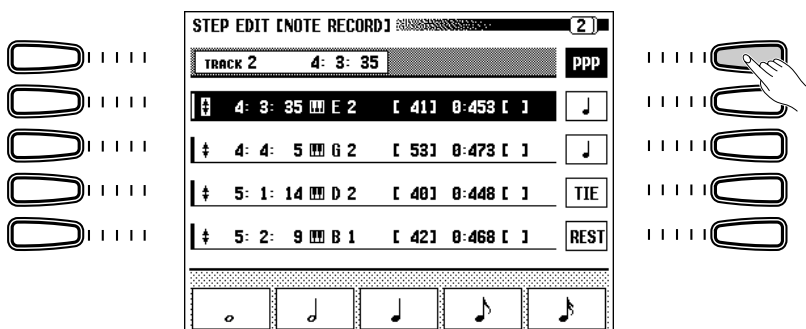 STEP EDIT [NOTE RECORD] 2
TRACK 2 4: 3: 35 PPP
4: 3: 35 E 2 [ 41] 0:453 [ ]
4: 4: 5 G 2 [ 53] 0:473 [ ]
5: 1: 14 D 2 [ 40] 0:448 [ ] TIE
5: 2: 9 B 1 [ 42] 0:468 [ ] REST